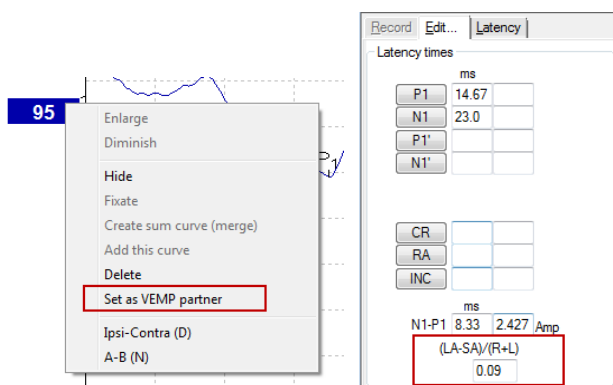 95
Enlarge
Diminish
Hide
Fixate
Create sum curve (merge)
Add this curve
Delete
Set as VEMP partner
Ipsi-Contra (D)
A-B (N)
P1
Record Edit... Latency
Latency times
ms
P1 14.67
N1 23.0
P1'
N1'
CR
RA
INC
ms
N1-P1 8.33 2.427 Amp
(LA-SA)/(R+L)
0.09